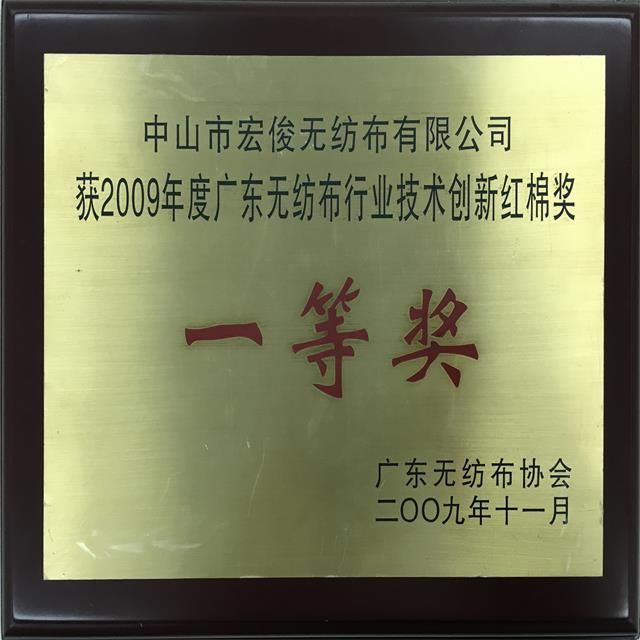 中山市宏俊无纺布有限公司
获2009年度广东无纺布行业技术创新红棉奖
一等奖
广东无纺布协会
二〇〇九年十一月